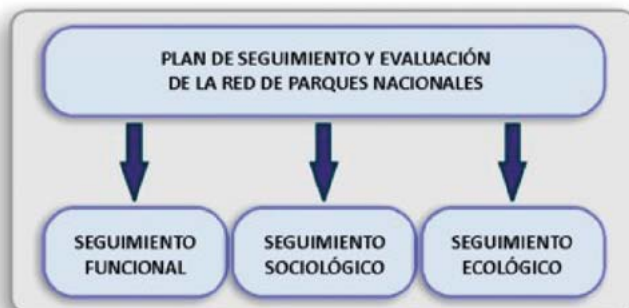 PLAN DE SEGUIMIENTO Y EVALUACIÓN
DE LA RED DE PARQUES NACIONALES
SEGUIMIENTO
FUNCIONAL
SEGUIMIENTO
SOCIOLÓGICO
SEGUIMIENTO
ECOLÓGICO